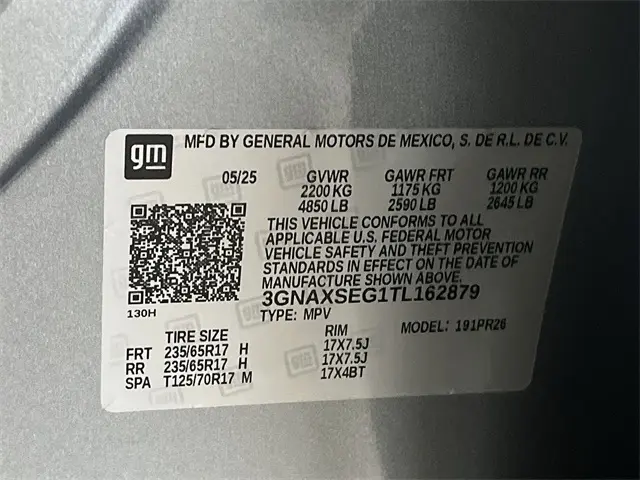 gm MFD BY GENERAL MOTORS DE MEXICO, S. DE R.L. DE C.V.
05/25 GVWR GAWR FRT GAWR RR
2200 KG 1175 KG 1200 KG
4850 LB 2590 LB 2645 LB
THIS VEHICLE CONFORMS TO ALL
APPLICABLE U.S. FEDERAL MOTOR
VEHICLE SAFETY AND THEFT PREVENTION
STANDARDS IN EFFECT ON THE DATE OF
MANUFACTURE SHOWN ABOVE.
3GNAXSEG1TL162879
130H TYPE: MPV MODEL: 191PR26
TIRE SIZE RIM
FRT 235/65R17 H 17X7.5J
RR 235/65R17 H 17X7.5J
SPA T125/70R17 M 17X4BT